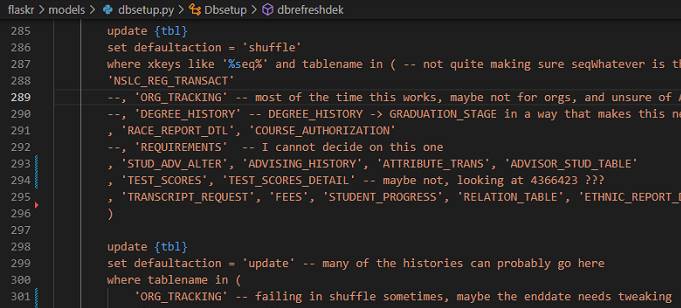 flaskr > models > dbsetup.py > Dbsetup > dbrefreshdek
285 update {tbl}
286 set defaultaction = 'shuffle'
287 where xkeys like '%seq%' and tablename in ( -- not quite making sure seqWhatever is th
288 'NSLC_REG_TRANSACT'
289 --, 'ORG_TRACKING' -- most of the time this works, maybe not for orgs, and unsure of A
290 --, 'DEGREE_HISTORY' -- DEGREE_HISTORY -> GRADUATION_STAGE in a way that makes this ne
291 , 'RACE_REPORT_DTL', 'COURSE_AUTHORIZATION'
292 --, 'REQUIREMENTS' -- I cannot decide on this one
293 , 'STUD_ADV_ALTER', 'ADVISING_HISTORY', 'ATTRIBUTE_TRANS', 'ADVISOR_STUD_TABLE'
294 , 'TEST_SCORES', 'TEST_SCORES_DETAIL' -- maybe not, looking at 4366423 ???
295 , 'TRANSCRIPT_REQUEST', 'FEES', 'STUDENT_PROGRESS', 'RELATION_TABLE', 'ETHNIC_REPORT_D
296 )
297
298 update {tbl}
299 set defaultaction = 'update' -- many of the histories can probably go here
300 where tablename in (
301 'ORG_TRACKING' -- failing in shuffle sometimes, maybe the enddate needs tweaking